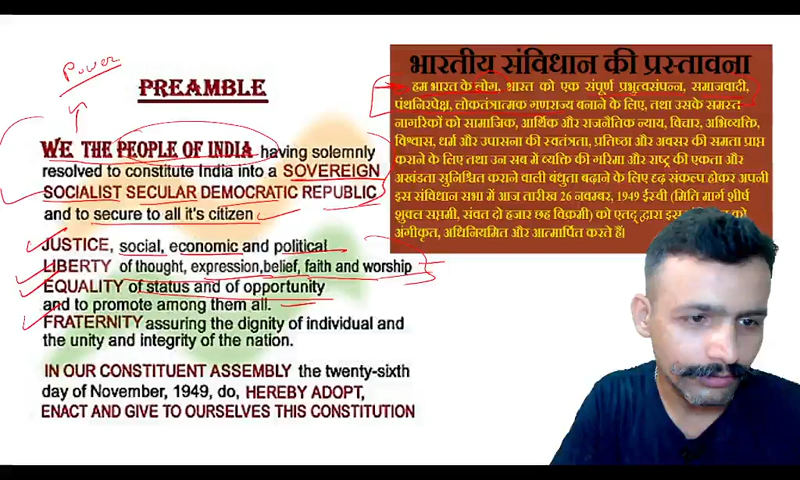 Power
PREAMBLE
WE THE PEOPLE OF INDIA having solemnly
resolved to constitute India into a SOVEREIGN
SOCIALIST SECULAR DEMOCRATIC REPUBLIC
and to secure to all it's citizen
JUSTICE, social, economic and political
LIBERTY of thought, expression,belief, faith and worship
EQUALITY of status and of opportunity
and to promote among them all.
FRATERNITY assuring the dignity of individual and
the unity and integrity of the nation.
IN OUR CONSTITUENT ASSEMBLY the twenty-sixth
day of November, 1949, do, HEREBY ADOPT,
ENACT AND GIVE TO OURSELVES THIS CONSTITUTION
भारतीय संविधान की प्रस्तावना
हम भारत के लोग, भारत को एक संपूर्ण प्रभुत्वसंपन्न, समाजवादी,
पंथनिरपेक्ष, लोकतंत्रात्मक गणराज्य बनाने के लिए, तथा उसके समस्त
नागरिकों को सामाजिक, आर्थिक और राजनैतिक न्याय, विचार, अभिव्यक्ति,
विश्वास, धर्म और उपासना की स्वतंत्रता, प्रतिष्ठा और अवसर की समता प्राप्त
कराने के लिए तथा उन सब में व्यक्ति की गरिमा और राष्ट्र की एकता और
अखंडता सुनिश्चित कराने वाली बंधुता बढ़ाने के लिए दृढ़ संकल्प होकर अपनी
इस संविधान सभा में आज तारीख 26 नवम्बर, 1949 ईस्वी (मिति मार्ग शीर्ष
शुक्ल सप्तमी, संवत दो हजार छह विक्रमी) को एतद् द्वारा इस को
अंगीकृत, अधिनियमित और आत्मार्पित करते हैं।